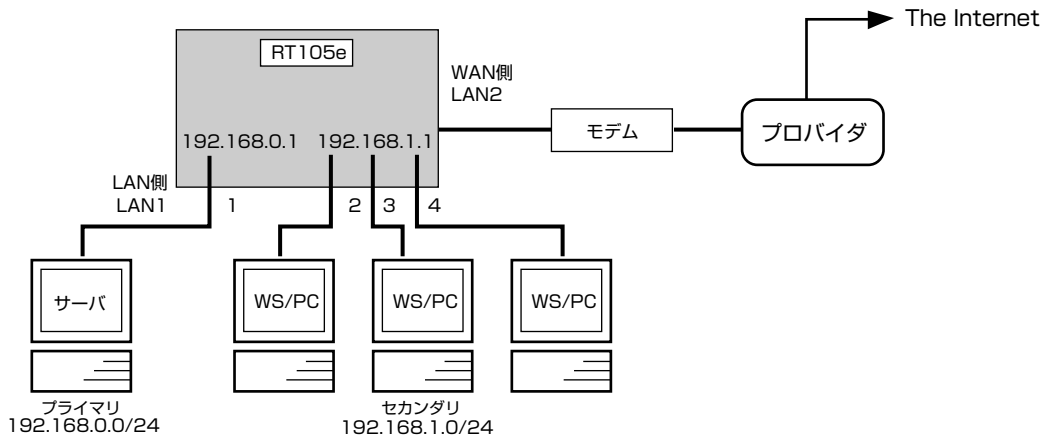 The Internet
RT105e
WAN側
LAN2
モデム
プロバイダ
192.168.0.1 192.168.1.1
LAN側
LAN1
1 2 3 4
サーバ WS/PC WS/PC WS/PC
プライマリ
192.168.0.0/24
セカンダリ
192.168.1.0/24